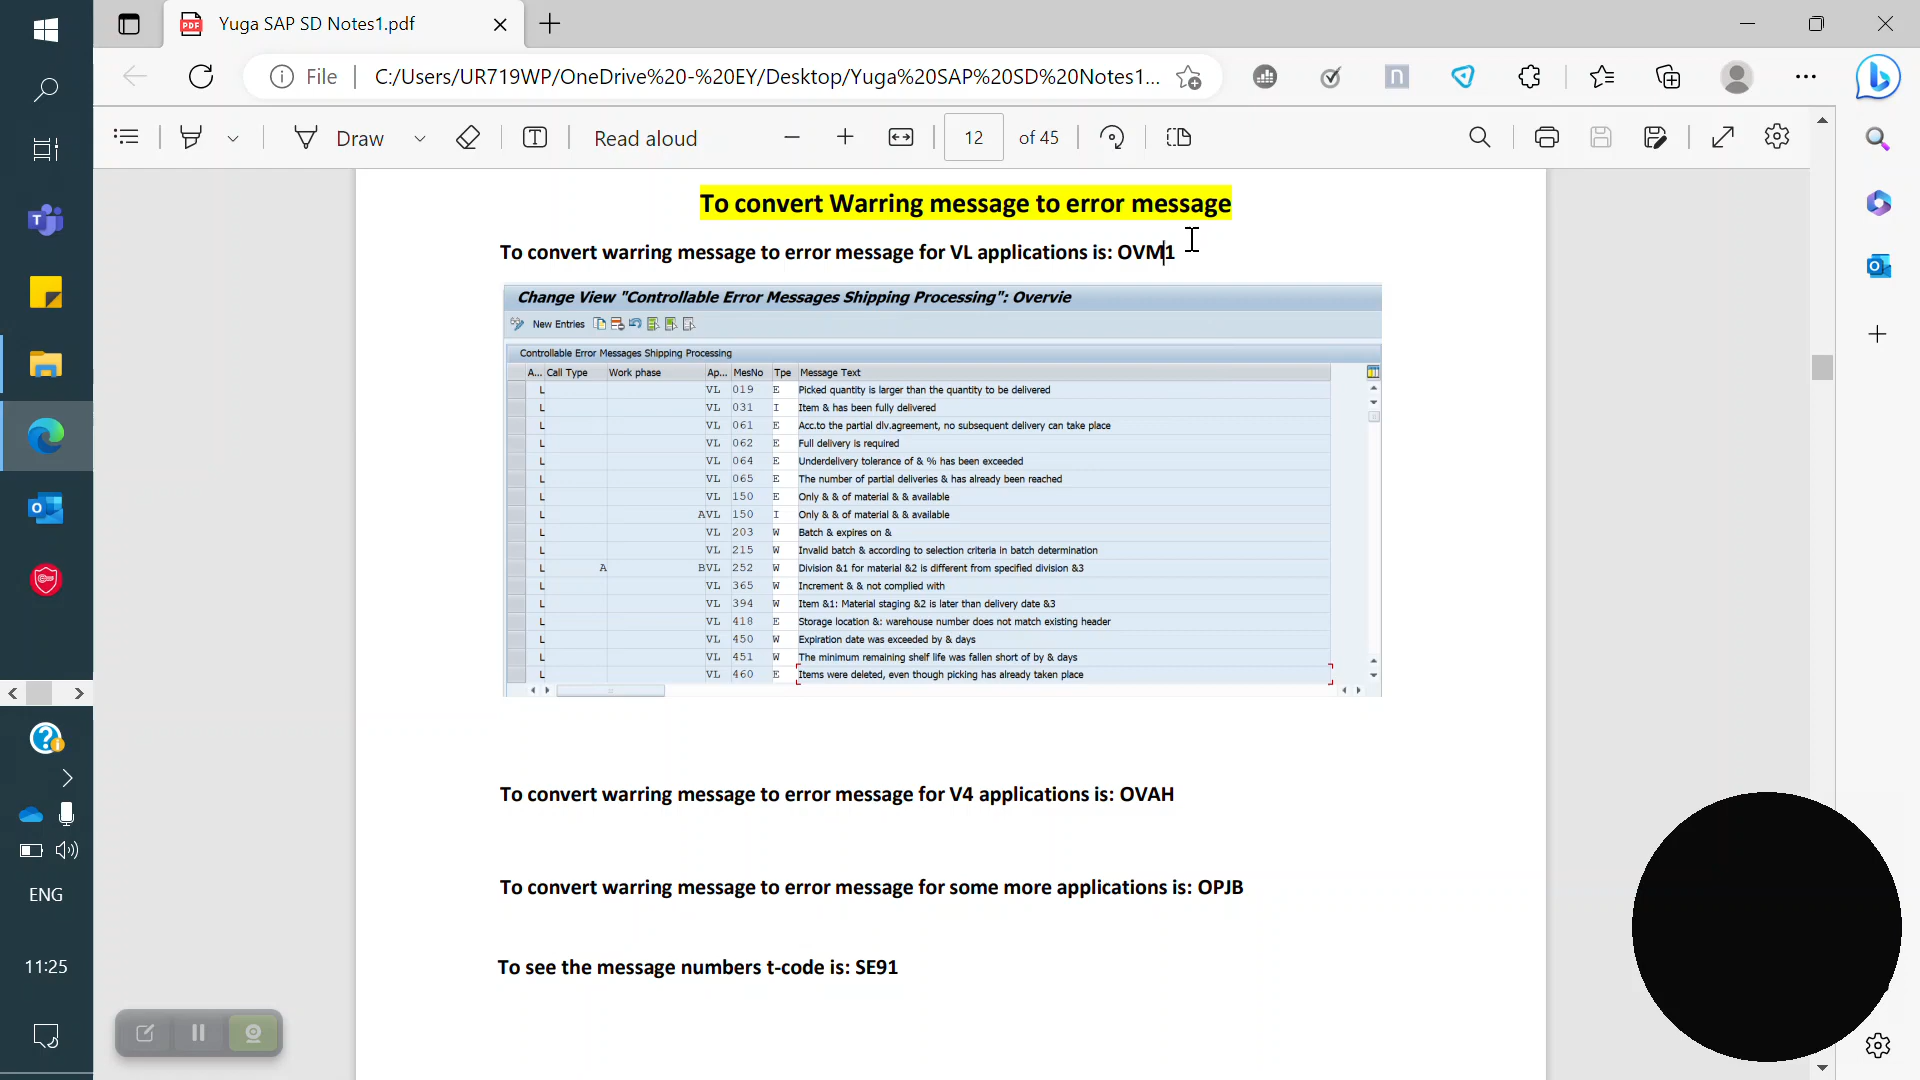 Yuga SAP SD Notes1.pdf
File
C:/Users/UR719WP/OneDrive%20-%20EY/Desktop/Yuga%20SAP%20SD%20Notes1...
Draw
Read aloud
12 of 45
To convert Warring message to error message
To convert warring message to error message for VL applications is: OVM1
Change View "Controllable Error Messages Shipping Processing": Overvie
New Entries
Controllable Error Messages Shipping Processing
A... Call Type Work phase Ap... MesNo Tpe Message Text
L VL 019 E Picked quantity is larger than the quantity to be delivered
L VL 031 I Item & has been fully delivered
L VL 061 E Acc.to the partial dlv.agreement, no subsequent delivery can take place
L VL 062 E Full delivery is required
L VL 064 E Underdelivery tolerance of & % has been exceeded
L VL 065 E The number of partial deliveries & has already been reached
L VL 150 E Only & & of material & & available
L AVL 150 I Only & & of material & & available
L VL 203 W Batch & expires on &
L VL 215 W Invalid batch & according to selection criteria in batch determination
L A BVL 252 W Division &1 for material &2 is different from specified division &3
L VL 365 W Increment & & not complied with
L VL 394 W Item &1: Material staging &2 is later than delivery date &3
L VL 418 E Storage location &: warehouse number does not match existing header
L VL 450 W Expiration date was exceeded by & days
L VL 451 W The minimum remaining shelf life was fallen short of by & days
L VL 460 E Items were deleted, even though picking has already taken place
To convert warring message to error message for V4 applications is: OVAH
To convert warring message to error message for some more applications is: OPJB
To see the message numbers t-code is: SE91
ENG
11:25